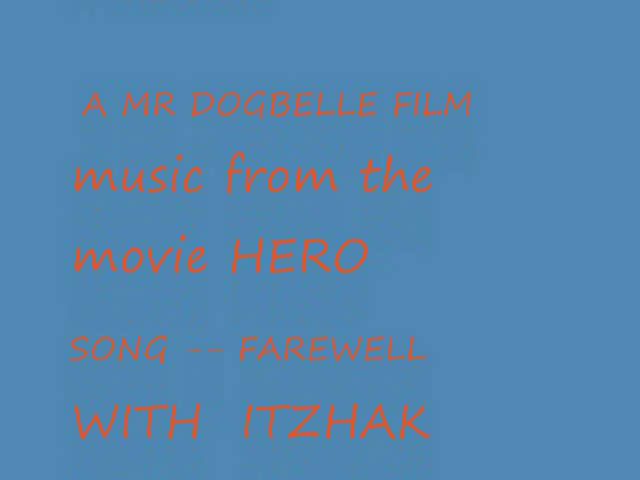 A MR DOGBELLE FILM
music from the
movie HERO
SONG -- FAREWELL
WITH ITZHAK